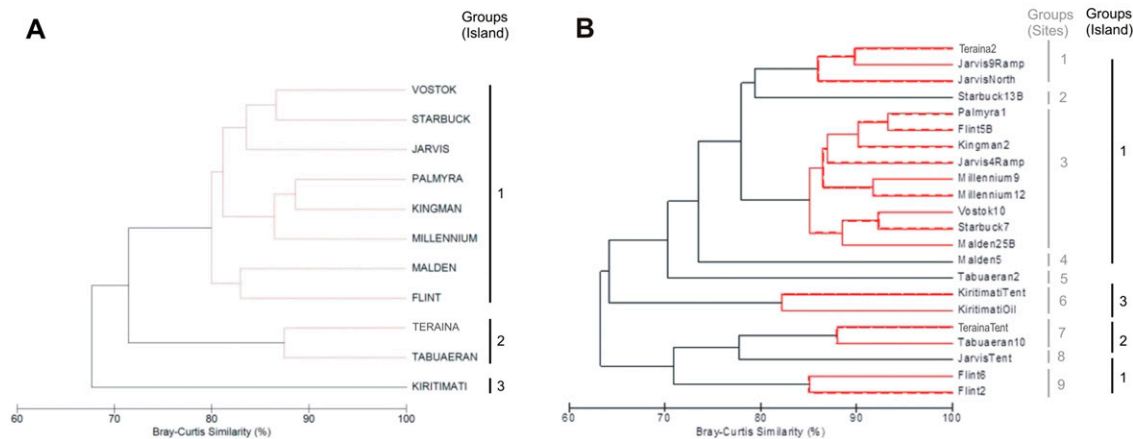 A
Groups
(Island)
VOSTOK
STARBUCK
JARVIS
PALMYRA
KINGMAN
MILLENNIUM
MALDEN
FLINT
TERAINA
TABUAERAN
KIRITIMATI
1
2
3
60 70 80 90 100
Bray-Curtis Similarity (%)
B
Groups
(Sites)
Groups
(Island)
Teraina2
Jarvis9Ramp
JarvisNorth
Starbuck13B
Palmyra1
Flint5B
Kingman2
Jarvis4Ramp
Millennium9
Millennium12
Vostok10
Starbuck7
Malden25B
Malden5
Tabuaeran2
KiritimatiTent
KiritimatiOil
TerainaTent
Tabuaeran10
JarvisTent
Flint6
Flint2
1
2
3
4
5
6
7
8
9
1
3
2
1
60 70 80 90 100
Bray-Curtis Similarity (%)